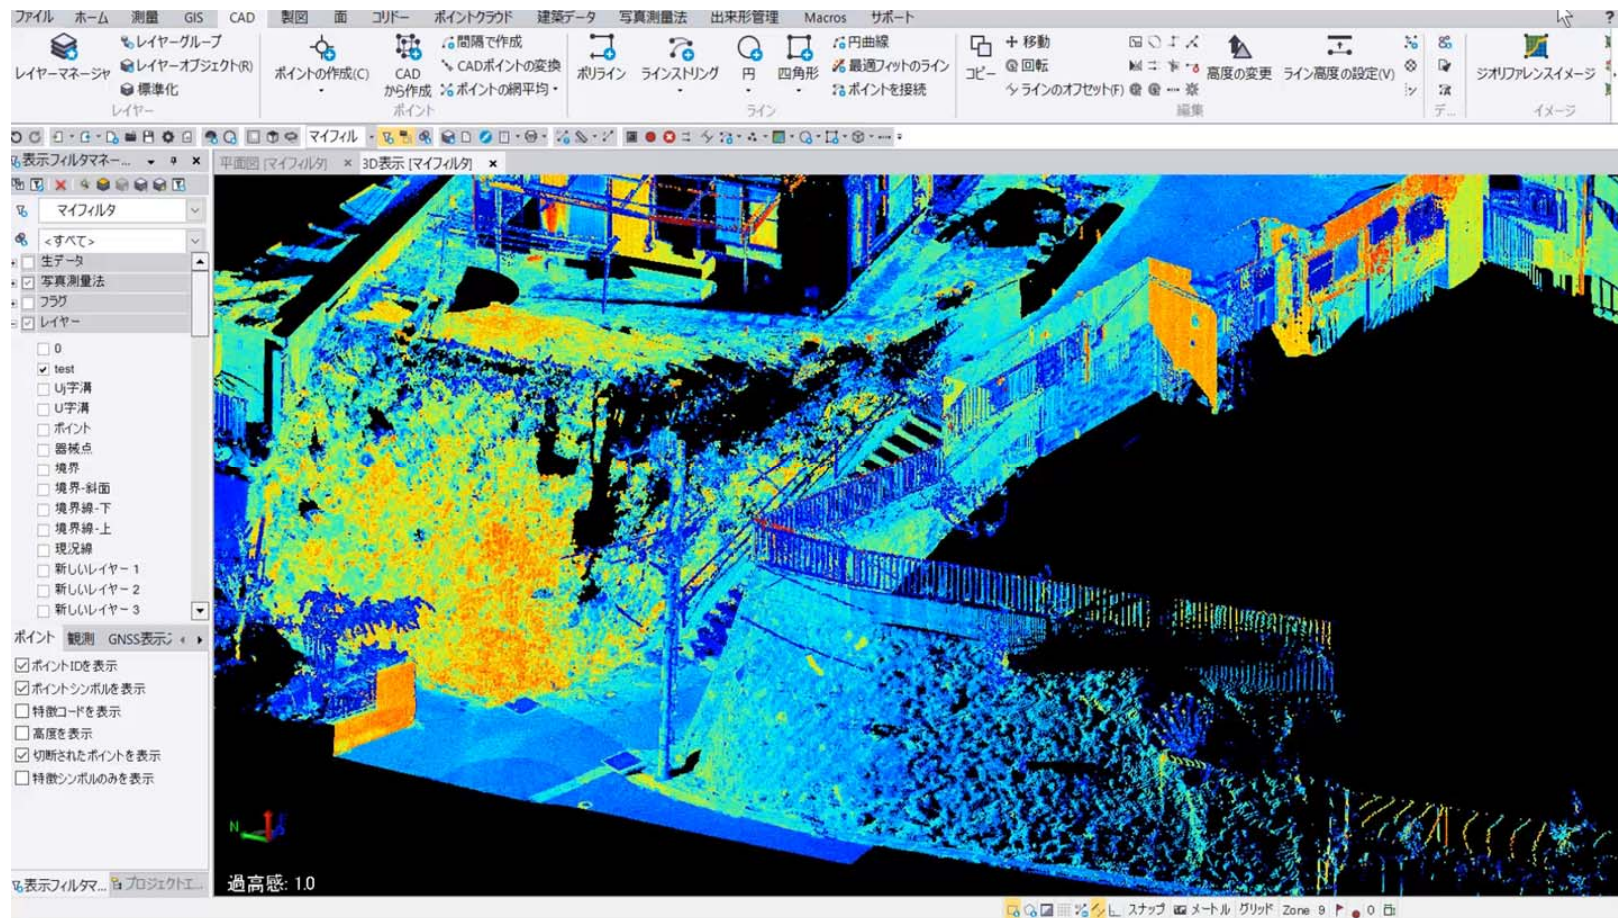 ファイル ホーム 測量 GIS CAD 製図 面 コリドー ポイントクラウド 建築データ 写真測量法 出来形管理 Macros サポート ?
レイヤーマネージャ レイヤーグループ レイヤーオブジェクト(R) 標準化
レイヤー
ポイントの作成(C) CADから作成 間隔で作成 CADポイントの変換 ポイントの網平均
ポイント
ポリライン ラインストリング 円 四角形 円曲線 最適フィットのライン ポイントを接続
ライン
コピー 移動 回転 ラインのオフセット(F) 高度の変更 ライン高度の設定(V)
編集
デ...
ジオリファレンスイメージ
イメージ
マイフィル
表示フィルタマネー...
平面図 [マイフィルタ] × 3D表示 [マイフィルタ] ×
マイフィルタ
<すべて>
生データ
写真測量法
フラグ
レイヤー
0
test
Uj字溝
U字溝
ポイント
器械点
境界
境界-斜面
境界線-下
境界線-上
現況線
新しいレイヤー 1
新しいレイヤー 2
新しいレイヤー 3
ポイント 観測 GNSS表示
ポイントIDを表示
ポイントシンボルを表示
特徴コードを表示
高度を表示
切断されたポイントを表示
特徴シンボルのみを表示
N
過高感: 1.0
表示フィルタマ... プロジェクトエ...
スナップ メートル グリッド Zone 9 0